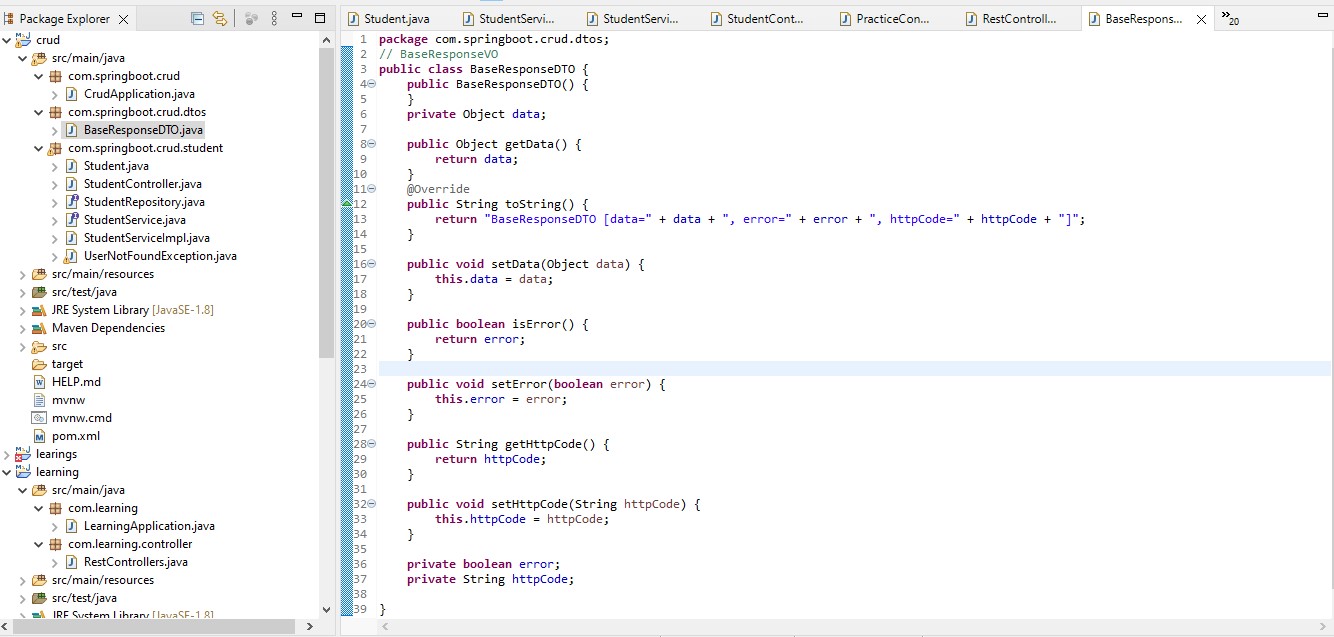 Package Explorer
crud
src/main/java
com.springboot.crud
CrudApplication.java
com.springboot.crud.dtos
BaseResponseDTO.java
com.springboot.crud.student
Student.java
StudentController.java
StudentRepository.java
StudentService.java
StudentServiceImpl.java
UserNotFoundException.java
src/main/resources
src/test/java
JRE System Library [JavaSE-1.8]
Maven Dependencies
src
target
HELP.md
mvnw
mvnw.cmd
pom.xml
learings
learning
src/main/java
com.learning
LearningApplication.java
com.learning.controller
RestControllers.java
src/main/resources
src/test/java
JRE System Library [JavaSE-1.8]
Student.java StudentServi... StudentServi... StudentCont... PracticeCon... RestControll... BaseRespons... »20
1 package com.springboot.crud.dtos;
2 // BaseResponseVO
3 public class BaseResponseDTO {
4 public BaseResponseDTO() {
5 }
6 private Object data;
7
8 public Object getData() {
9 return data;
10 }
11 @Override
12 public String toString() {
13 return "BaseResponseDTO [data=" + data + ", error=" + error + ", httpCode=" + httpCode + "]";
14 }
15
16 public void setData(Object data) {
17 this.data = data;
18 }
19
20 public boolean isError() {
21 return error;
22 }
23
24 public void setError(boolean error) {
25 this.error = error;
26 }
27
28 public String getHttpCode() {
29 return httpCode;
30 }
31
32 public void setHttpCode(String httpCode) {
33 this.httpCode = httpCode;
34 }
35
36 private boolean error;
37 private String httpCode;
38
39 }